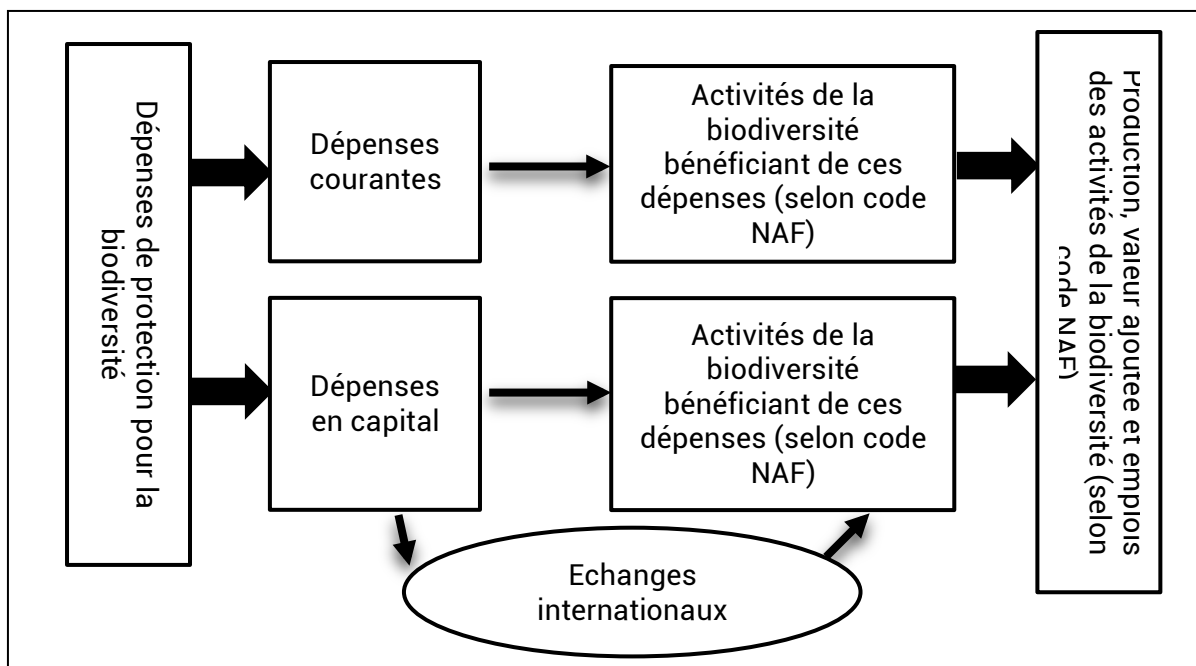 Dépenses de protection pour la
biodiversité
Dépenses
courantes
Activités de la
biodiversité
bénéficiant de ces
dépenses (selon code
NAF)
Dépenses
en capital
Activités de la
biodiversité
bénéficiant de ces
dépenses (selon code
NAF)
Echanges
internationaux
Production, valeur ajoutée et emplois
des activités de la biodiversité (selon
code NAF)